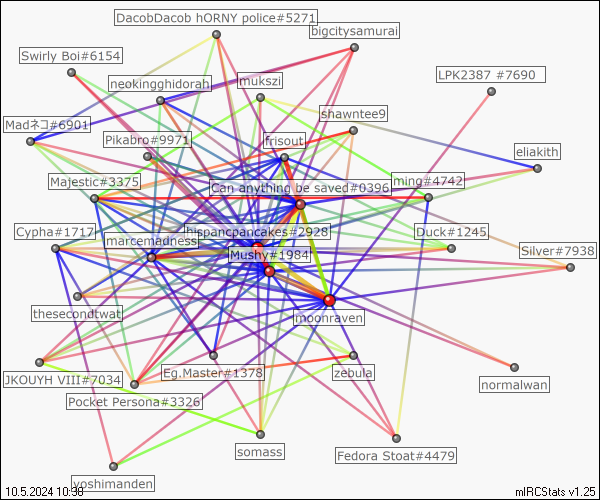 DacobDacob hORNY police#5271
bigcitysamurai
Swirly Boi#6154
LPK2387 #7690
neokingghidorah
mukszi
shawntee9
Madネコ#6901
Pikabro#9971
frisout
eliakith
Majestic#3375
Can anything be saved#0396
ming#4742
Cypha#1717
hispancpancakes#2928
Duck#1245
marcemadness
Mushy#1984
Silver#7938
thesecondtwat
moonraven
JKOUYH VIII#7034
Eg.Master#1378
zebula
normalwan
Pocket Persona#3326
somass
Fedora Stoat#4479
yoshimanden
10.5.2024 10:38
mIRCStats v1.25